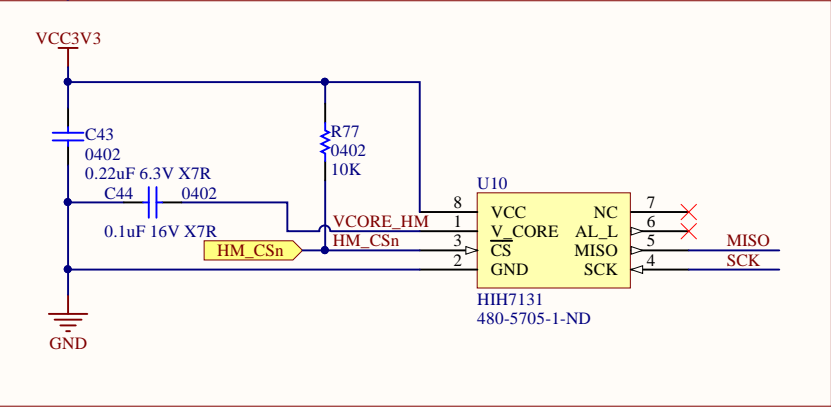 VCC3V3
C43
0402
0.22uF 6.3V X7R
C44 0402
0.1uF 16V X7R
R77
0402
10K
HM_CSn
VCORE_HM
HM_CSn
U10
8 VCC NC 7
1 V_CORE AL_L 6
3 CS MISO 5 MISO
2 GND SCK 4 SCK
HIH7131
480-5705-1-ND
GND